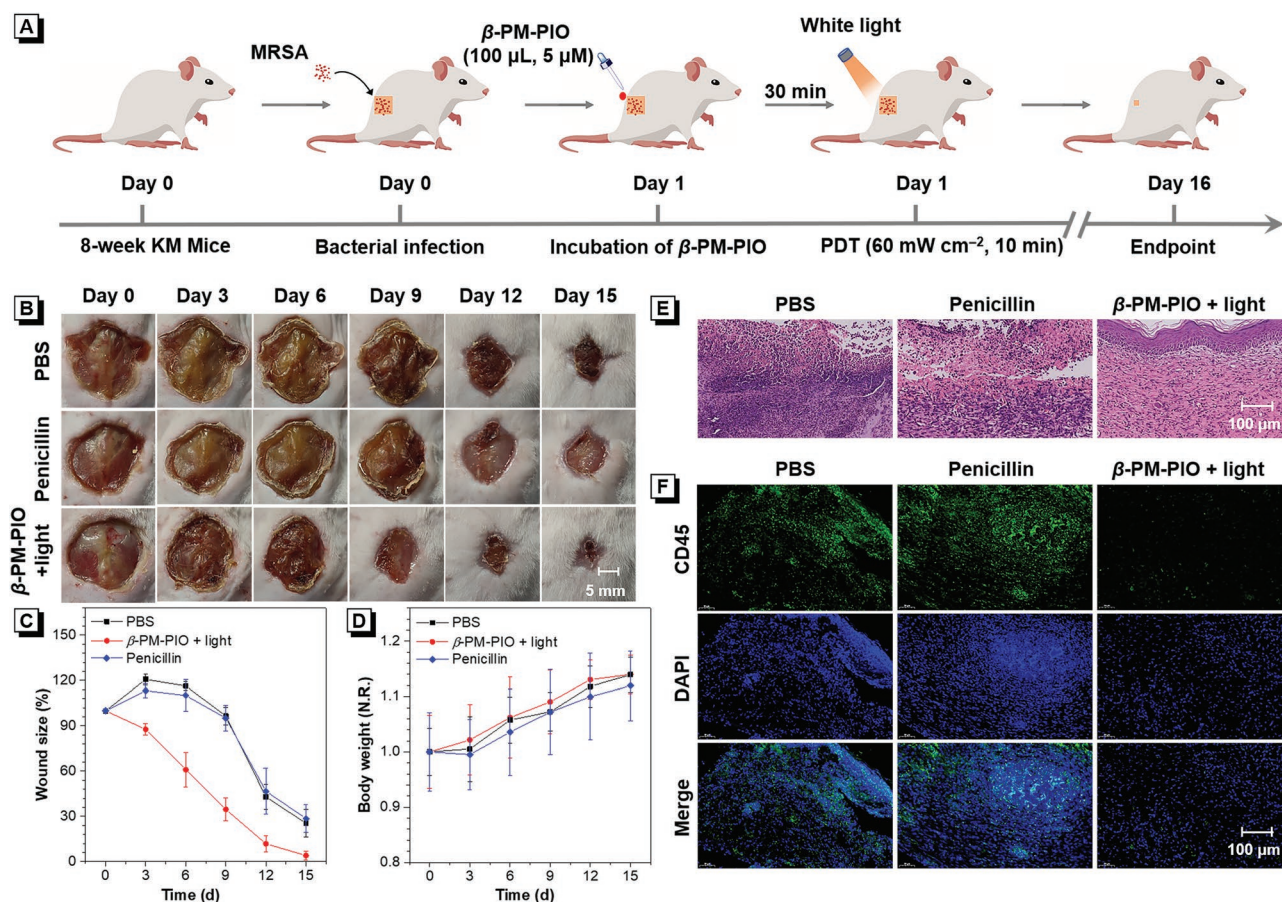 A
MRSA
β-PM-PIO
(100 μL, 5 μM)
White light
30 min
Day 0
Day 0
Day 1
Day 1
Day 16
8-week KM Mice
Bacterial infection
Incubation of β-PM-PIO
PDT (60 mW cm⁻², 10 min)
Endpoint
B
Day 0
Day 3
Day 6
Day 9
Day 12
Day 15
PBS
Penicillin
β-PM-PIO
+light
5 mm
C
PBS
β-PM-PIO + light
Penicillin
Wound size (%)
150
120
90
60
30
0
0
3
6
9
12
15
Time (d)
D
PBS
β-PM-PIO + light
Penicillin
Body weight (N.R.)
1.2
1.1
1.0
0.9
0.8
0
3
6
9
12
15
Time (d)
E
PBS
Penicillin
β-PM-PIO + light
100 μm
F
PBS
Penicillin
β-PM-PIO + light
CD45
DAPI
Merge
100 μm